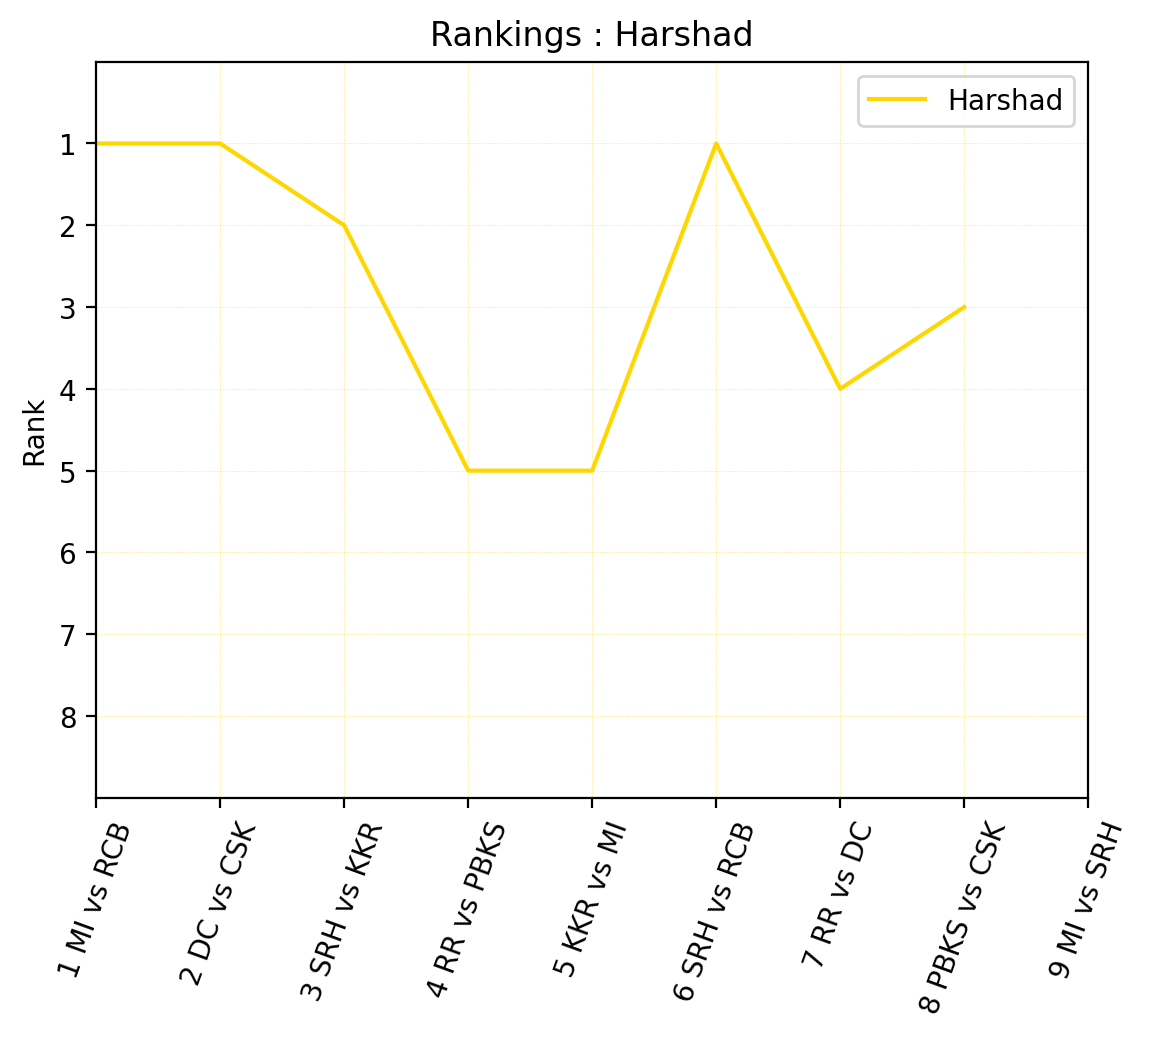 Rankings : Harshad
Harshad
Rank
1
2
3
4
5
6
7
8
1 MI vs RCB
2 DC vs CSK
3 SRH vs KKR
4 RR vs PBKS
5 KKR vs MI
6 SRH vs RCB
7 RR vs DC
8 PBKS vs CSK
9 MI vs SRH